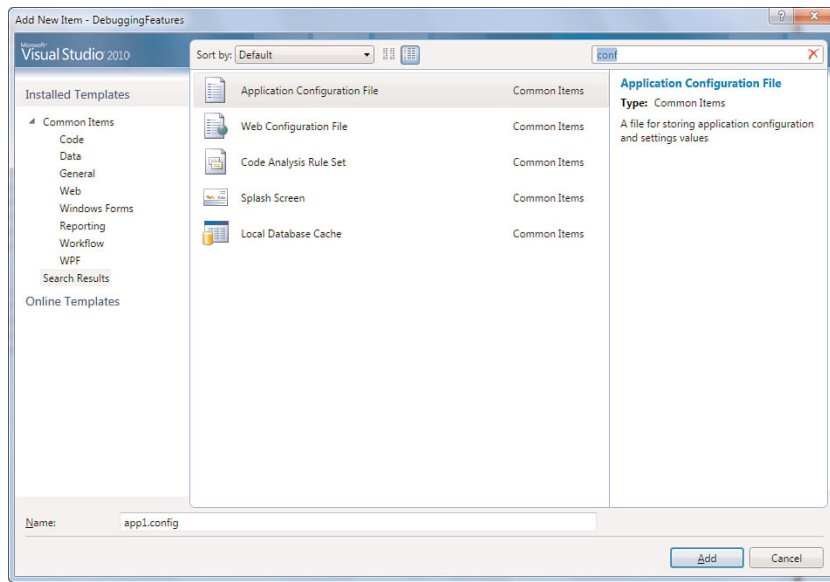 Add New Item - DebuggingFeatures
Microsoft
Visual Studio 2010
Sort by: Default
conf
Installed Templates
Common Items
Code
Data
General
Web
Windows Forms
Reporting
Workflow
WPF
Search Results
Online Templates
Application Configuration File Common Items
Web Configuration File Common Items
Code Analysis Rule Set Common Items
Splash Screen Common Items
Local Database Cache Common Items
Application Configuration File
Type: Common Items
A file for storing application configuration
and settings values
Name: app1.config
Add Cancel